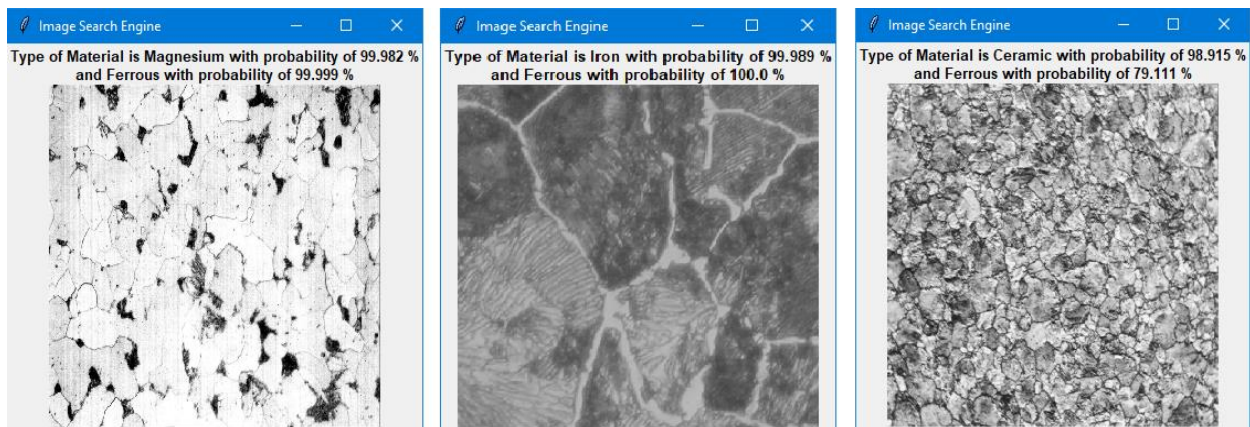 Image Search Engine
Type of Material is Magnesium with probability of 99.982 %
and Ferrous with probability of 99.999 %
Image Search Engine
Type of Material is Iron with probability of 99.989 %
and Ferrous with probability of 100.0 %
Image Search Engine
Type of Material is Ceramic with probability of 98.915 %
and Ferrous with probability of 79.111 %